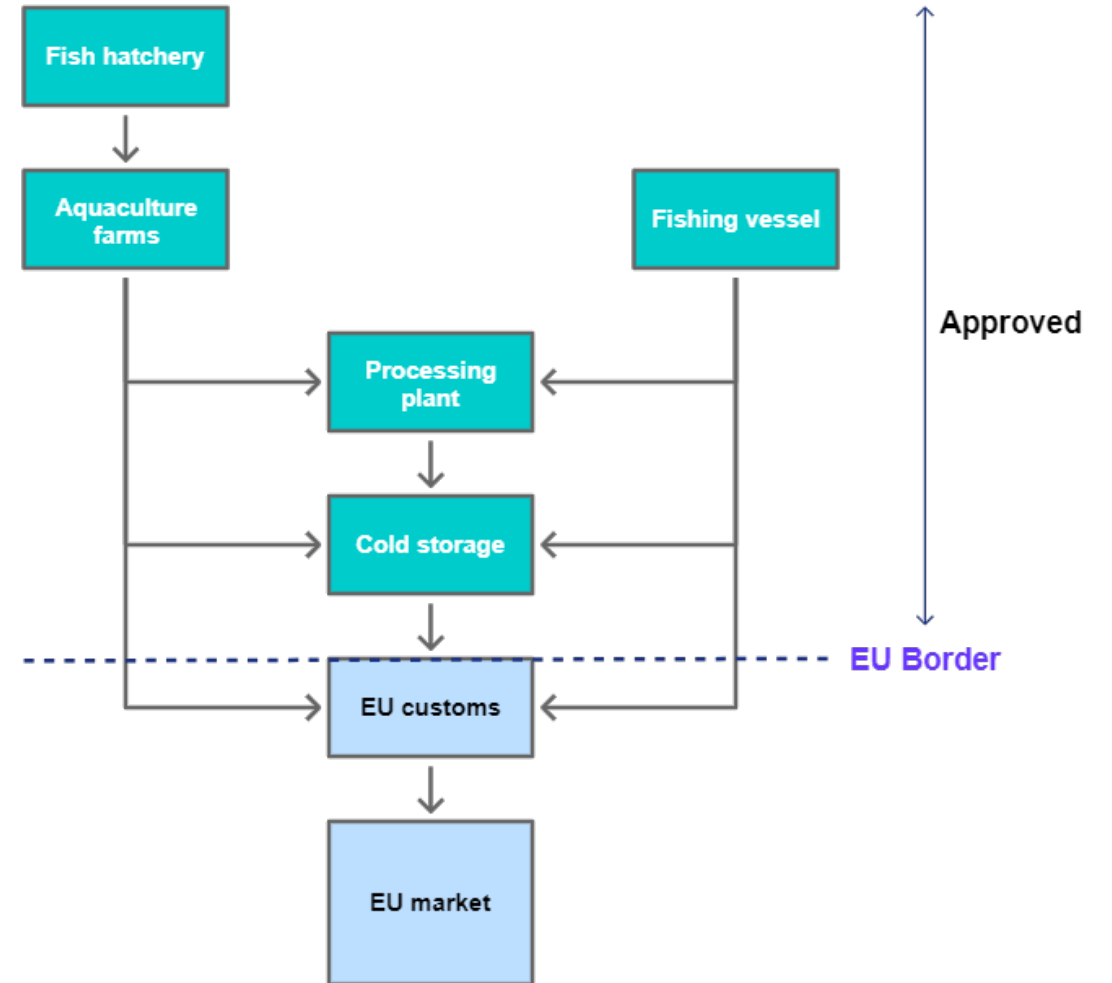 Fish hatchery
Aquaculture
farms
Fishing vessel
Approved
Processing
plant
Cold storage
EU Border
EU customs
EU market